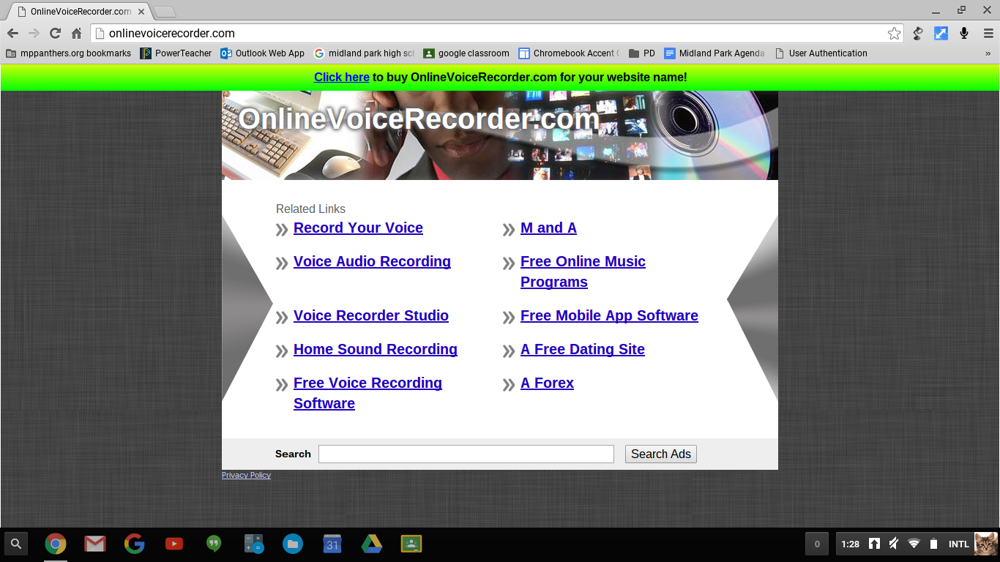 OnlineVoiceRecorder.com
onlinevoicerecorder.com
mppanthers.org bookmarks PowerTeacher Outlook Web App midland park high sc google classroom Chromebook Accent PD Midland Park Agenda User Authentication »
Click here to buy OnlineVoiceRecorder.com for your website name!
OnlineVoiceRecorder.com
Related Links
Record Your Voice
M and A
Voice Audio Recording
Free Online Music
Programs
Voice Recorder Studio
Free Mobile App Software
Home Sound Recording
A Free Dating Site
Free Voice Recording
Software
A Forex
Search Search Ads
Privacy Policy
31
0 1:28 INTL